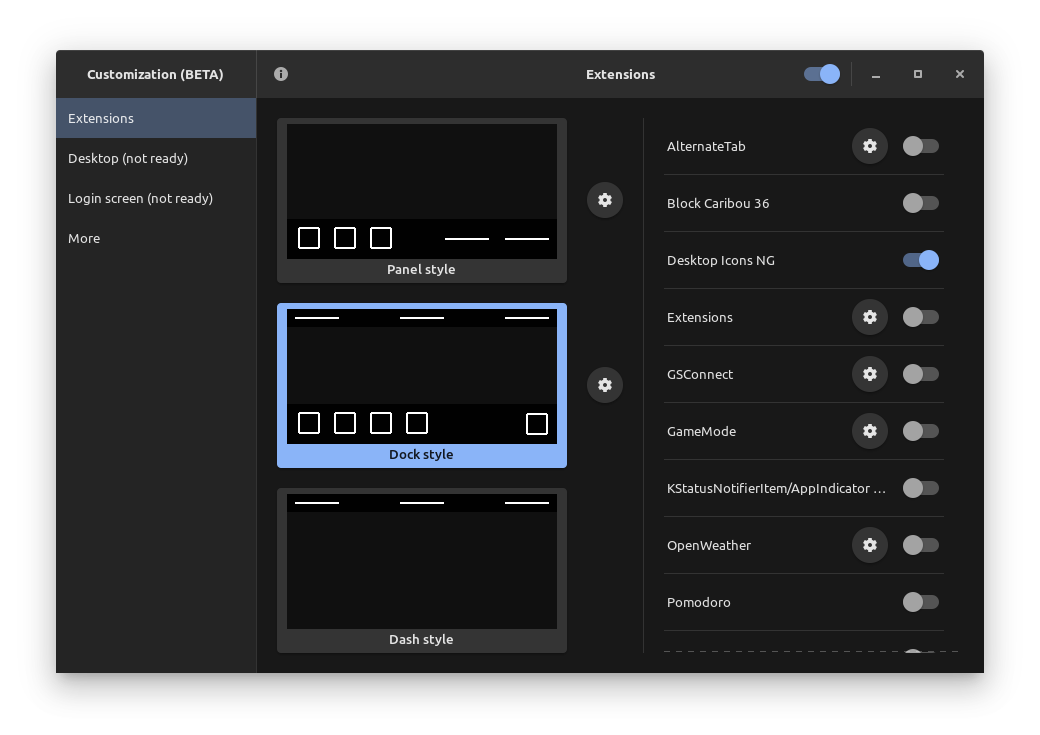 Customization (BETA)
Extensions
Extensions
Desktop (not ready)
Login screen (not ready)
More
Panel style
Dock style
Dash style
AlternateTab
Block Caribou 36
Desktop Icons NG
Extensions
GSConnect
GameMode
KStatusNotifierItem/AppIndicator ...
OpenWeather
Pomodoro